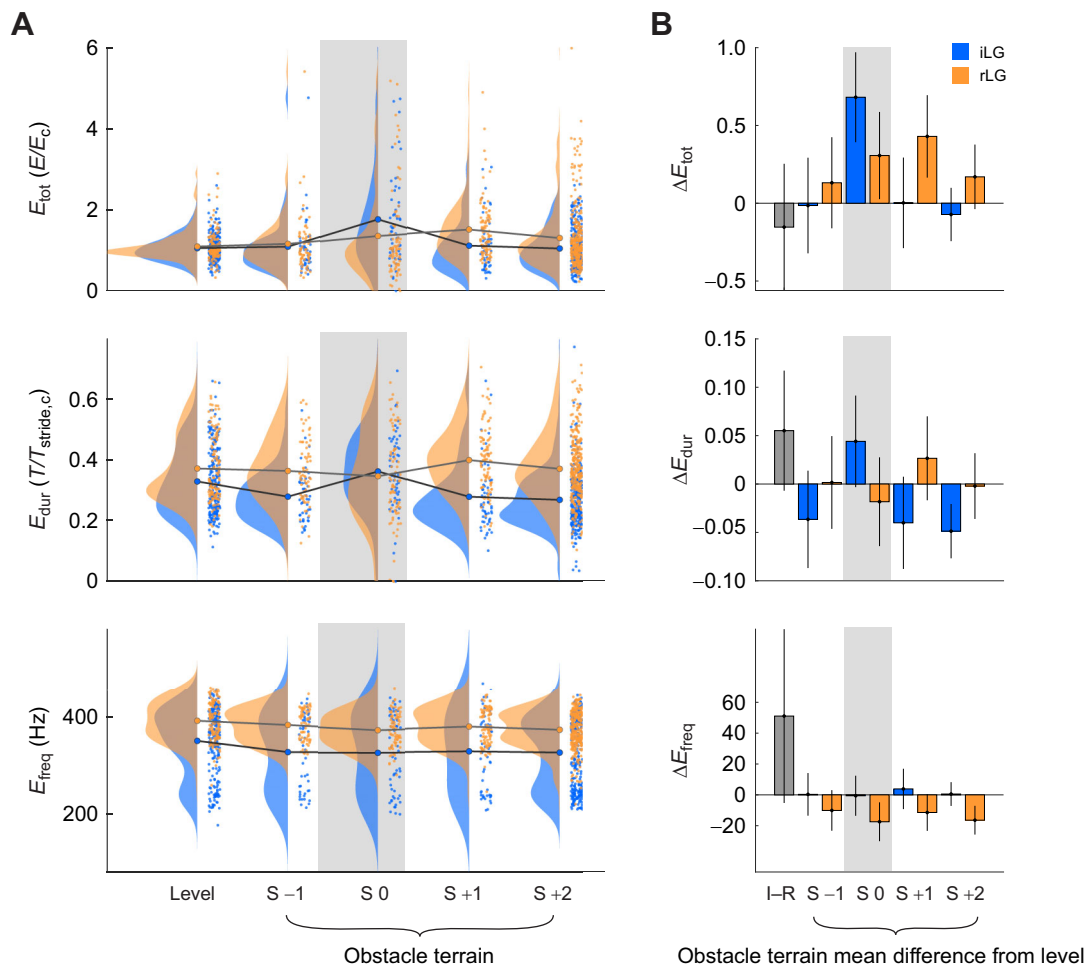 A
B
6
4
2
0
E_tot (E/E_c)
1.0
0.5
0
–0.5
ΔE_tot
iLG
rLG
0.6
0.4
0.2
0
E_dur (T/T_stride,c)
0.15
0.10
0.05
0
–0.05
–0.10
ΔE_dur
400
200
E_freq (Hz)
60
40
20
0
–20
ΔE_freq
Level S –1 S 0 S +1 S +2
Obstacle terrain
I–R S –1 S 0 S +1 S +2
Obstacle terrain mean difference from level